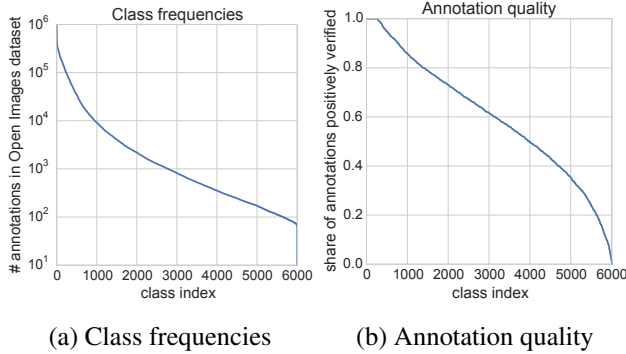 Class frequencies
# annotations in Open Images dataset
10^6
10^5
10^4
10^3
10^2
10^1
0 1000 2000 3000 4000 5000 6000
class index
(a) Class frequencies
Annotation quality
share of annotations positively verified
1.0
0.8
0.6
0.4
0.2
0.0
0 1000 2000 3000 4000 5000 6000
class index
(b) Annotation quality